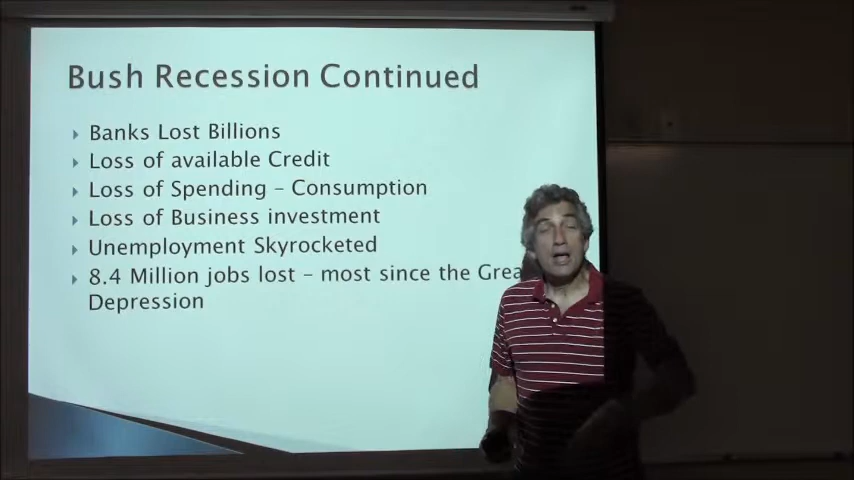 Bush Recession Continued
Banks Lost Billions
Loss of available Credit
Loss of Spending – Consumption
Loss of Business investment
Unemployment Skyrocketed
8.4 Million jobs lost – most since the
Depression